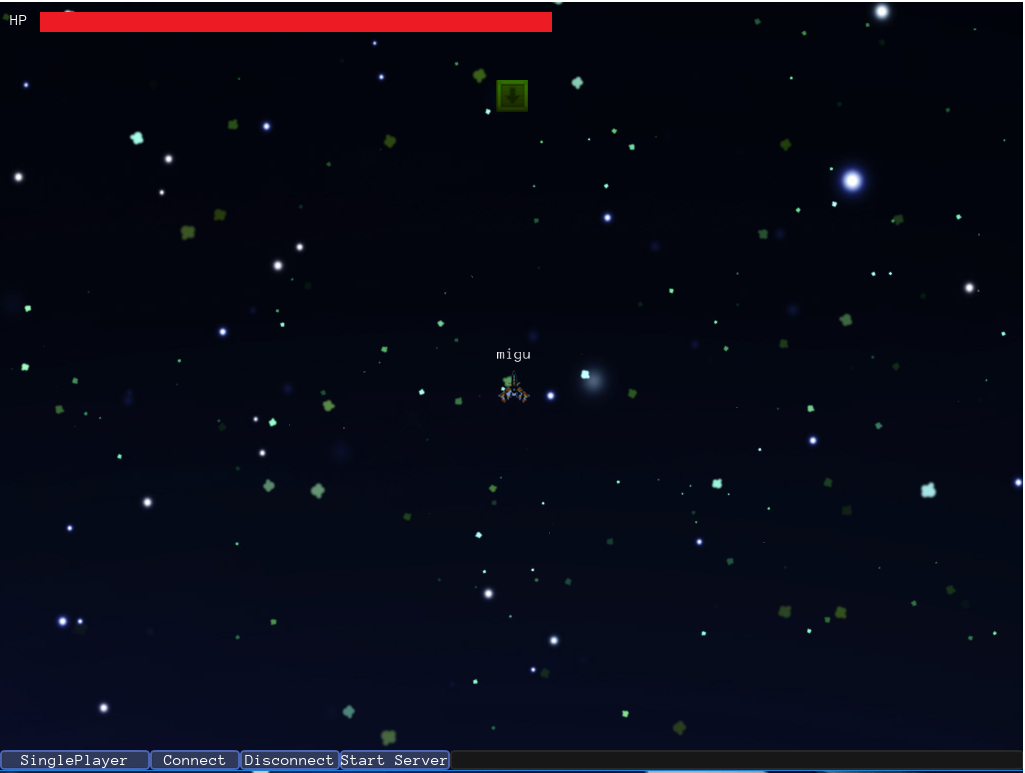 HP
migu
SinglePlayer
Connect
Disconnect
Start Server